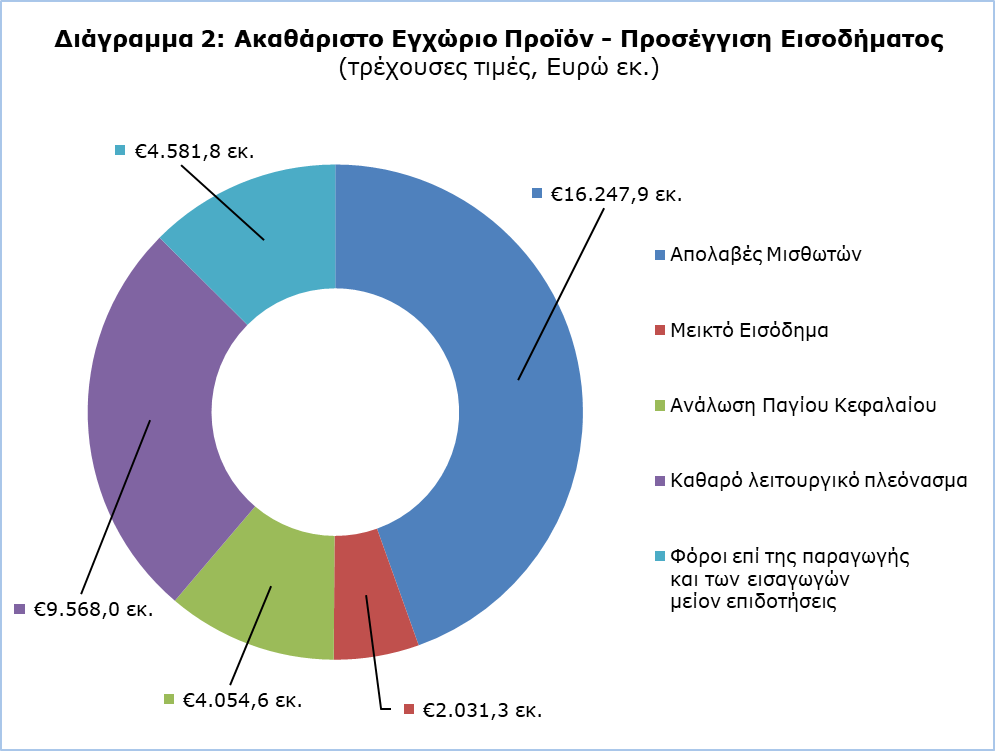 Διάγραμμα 2: Ακαθάριστο Εγχώριο Προϊόν - Προσέγγιση Εισοδήματος
(τρέχουσες τιμές, Ευρώ εκ.)
€4.581,8 εκ.
€16.247,9 εκ.
Απολαβές Μισθωτών
Μεικτό Εισόδημα
Ανάλωση Παγίου Κεφαλαίου
Καθαρό λειτουργικό πλεόνασμα
Φόροι επί της παραγωγής
και των εισαγωγών
μείον επιδοτήσεις
€9.568,0 εκ.
€4.054,6 εκ.
€2.031,3 εκ.